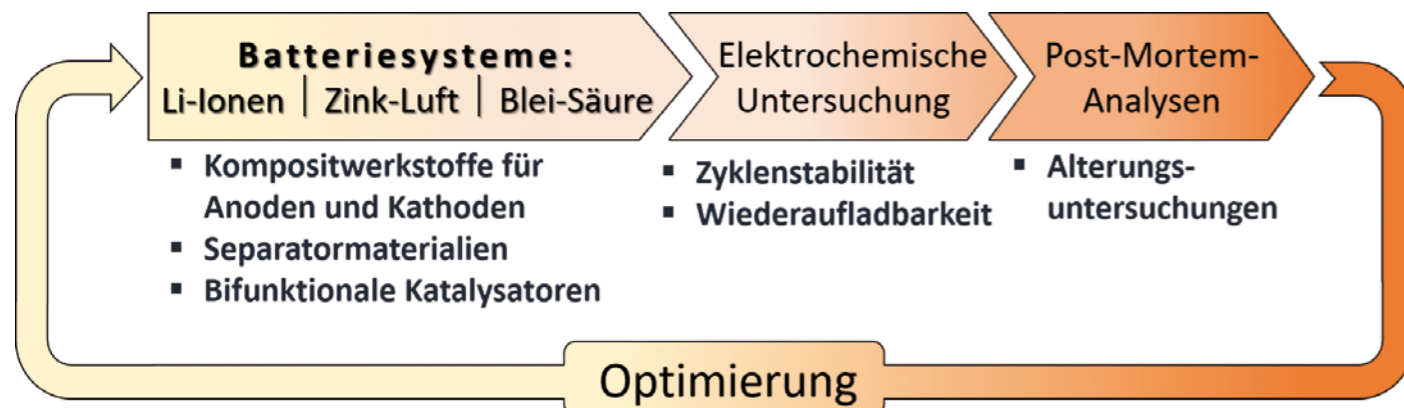 Batteriesysteme:
Li-Ionen | Zink-Luft | Blei-Säure
▪ Kompositwerkstoffe für
Anoden und Kathoden
▪ Separatormaterialien
▪ Bifunktionale Katalysatoren
Elektrochemische
Untersuchung
▪ Zyklenstabilität
▪ Wiederaufladbarkeit
Post-Mortem-
Analysen
▪ Alterungs-
untersuchungen
Optimierung